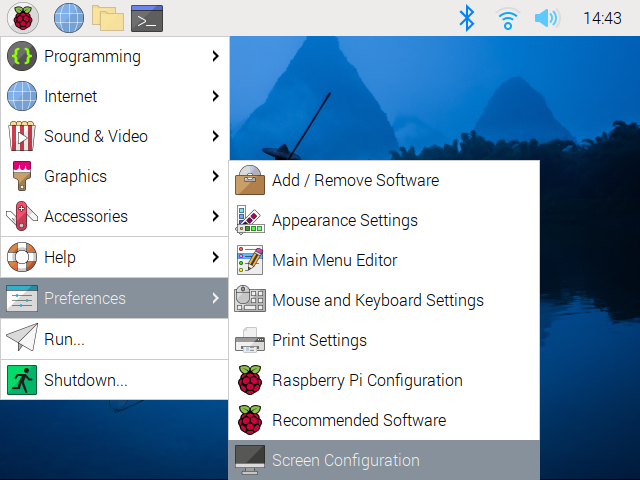 14:43
Programming
Internet
Sound & Video
Graphics
Accessories
Help
Preferences
Run...
Shutdown...
Add / Remove Software
Appearance Settings
Main Menu Editor
Mouse and Keyboard Settings
Print Settings
Raspberry Pi Configuration
Recommended Software
Screen Configuration